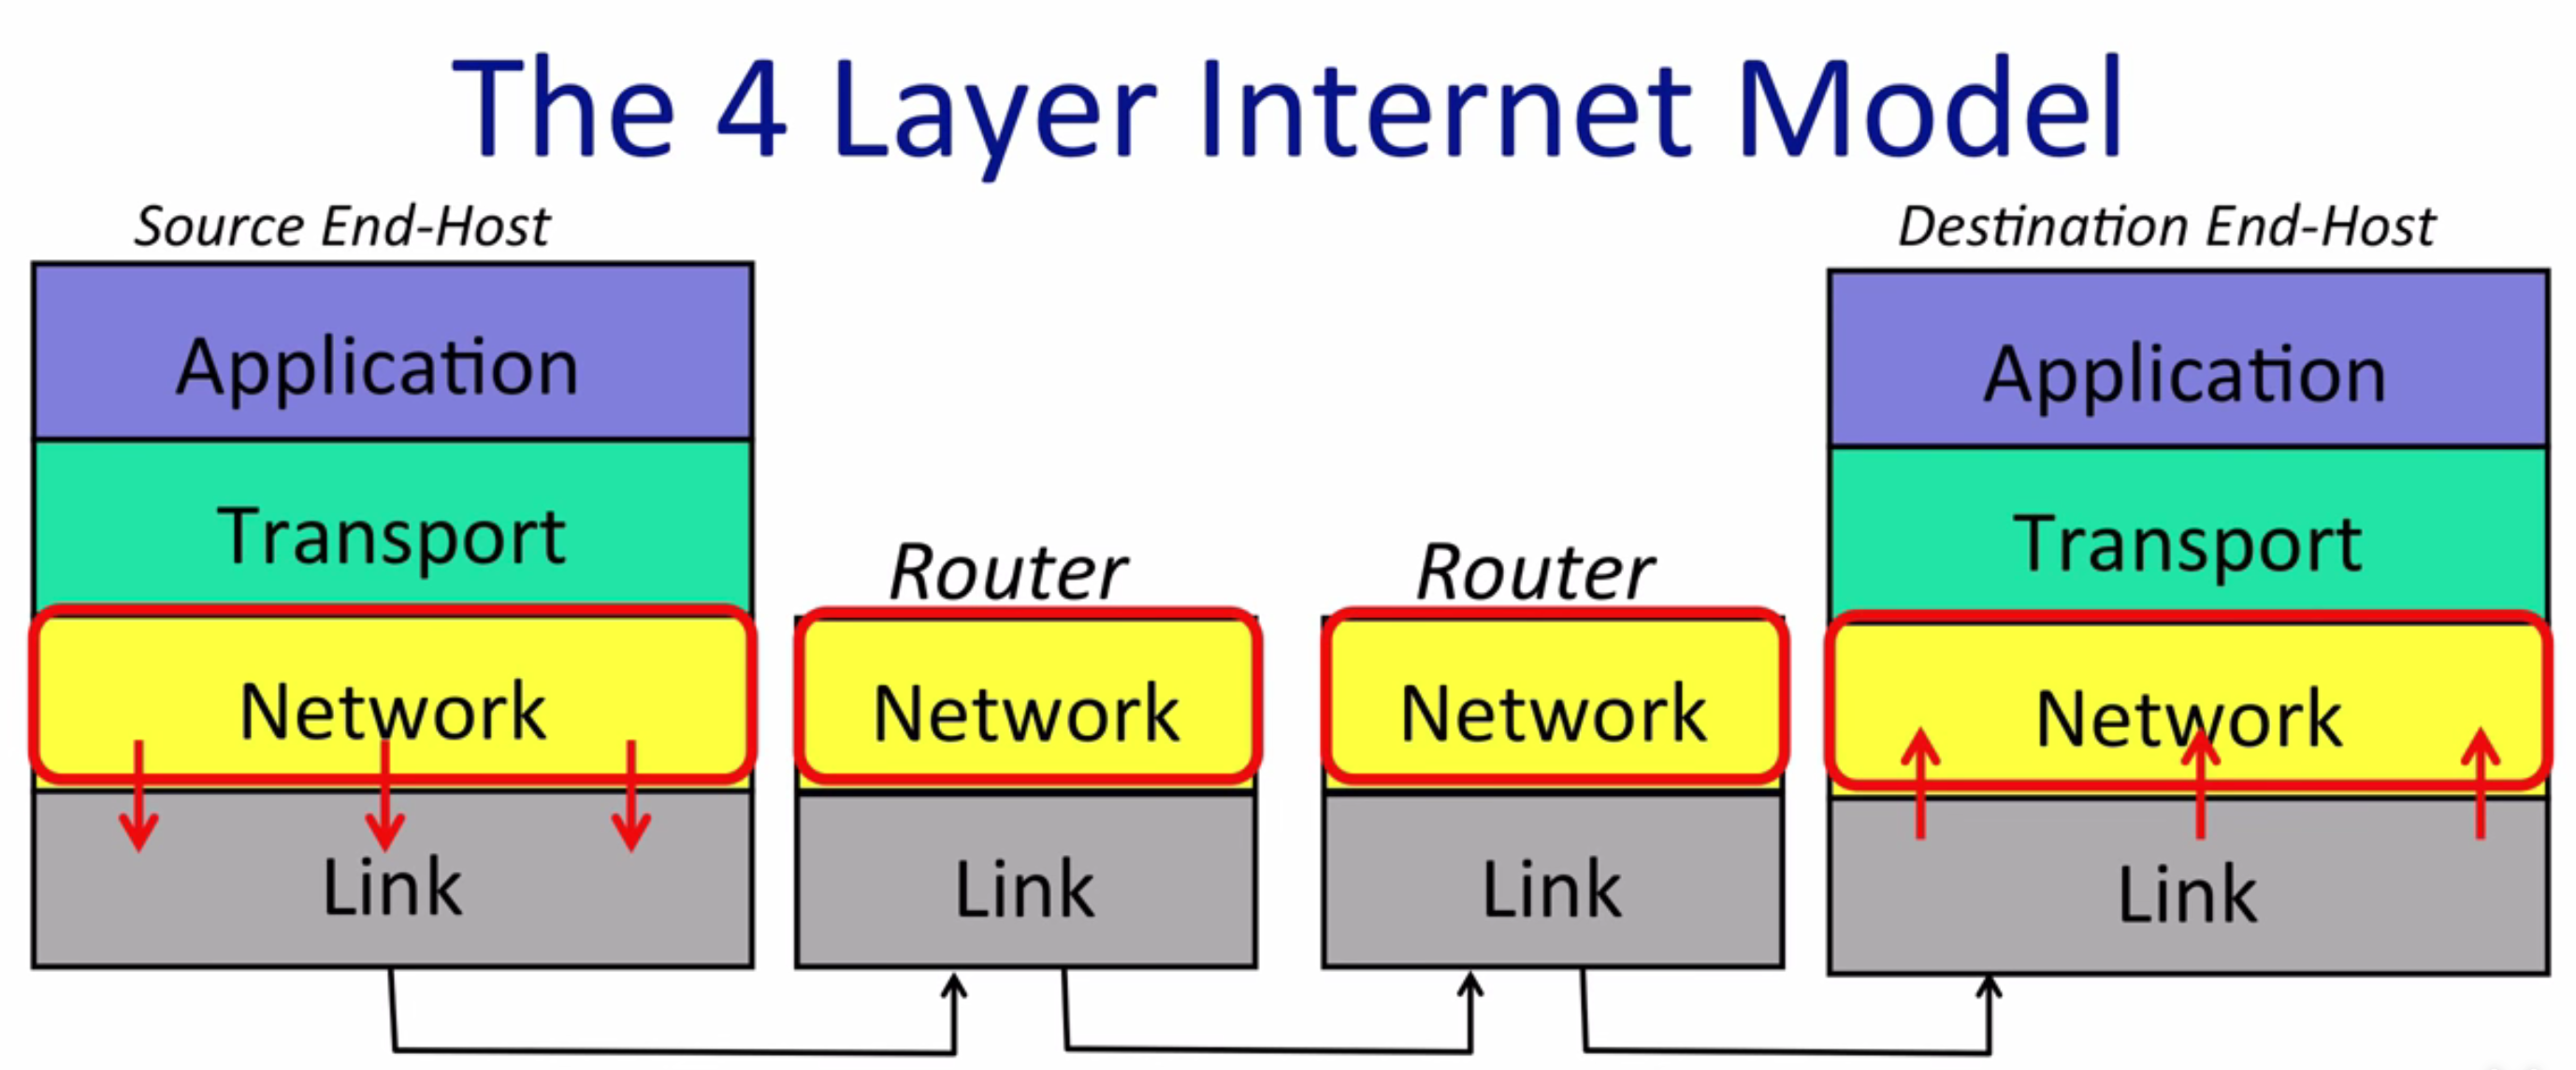 The 4 Layer Internet Model
Source End-Host
Destination End-Host
Application
Application
Transport
Transport
Router
Router
Network
Network
Network
Network
Link
Link
Link
Link